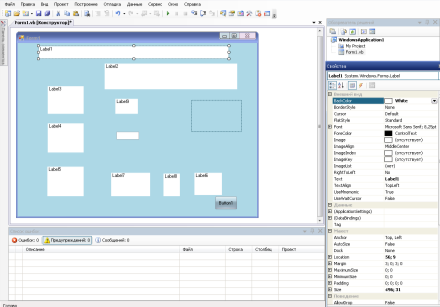 Файл Правка Вид Проект Построение Отладка Данные Сервис Окно Справка
Form1.vb [Конструктор]*
Label1
Label2
Label3
Label8
Label4
Label5
Label7
Label8
Label6
Button1
Ошибок: 0 Предупреждений: 0 Сообщений: 0
Описание Файл Строка Столбец Проект
Готово
WindowsApplication1
My Project
Form1.vb
Свойства
Label1 System.Windows.Forms.Label
BackColor White
BorderStyle None
Cursor Default
FlatStyle Standard
Font Microsoft Sans Serif; 8,25pt
ForeColor ControlText
Image (отсутствует)
ImageAlign MiddleCenter
ImageIndex (отсутствует)
ImageKey (отсутствует)
ImageList (нет)
RightToLeft No
Text Label1
TextAlign TopLeft
UseMnemonic True
UseWaitCursor False
Данные
(ApplicationSettings)
(DataBindings)
Tag
Макет
Anchor Top, Left
AutoSize False
Dock None
Location 56; 9
Margin 3; 0; 3; 0
MaximumSize 0; 0
MinimumSize 0; 0
Padding 0; 0; 0; 0
Size 496; 31
Поведение
AllowDrop False